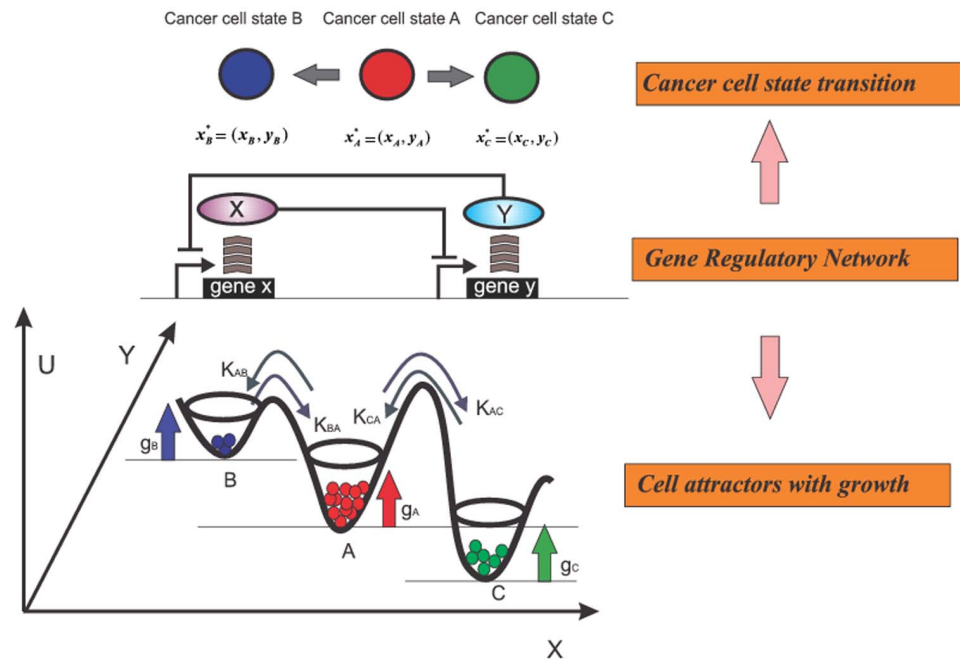 Cancer cell state B Cancer cell state A Cancer cell state C
Cancer cell state transition
x*B = (xB, yB) x*A = (xA, yA) x*C = (xC, yC)
X Y
Gene Regulatory Network
gene x gene y
U Y
KAB KBA KCA KAC
gB B gA A gC C
Cell attractors with growth
X